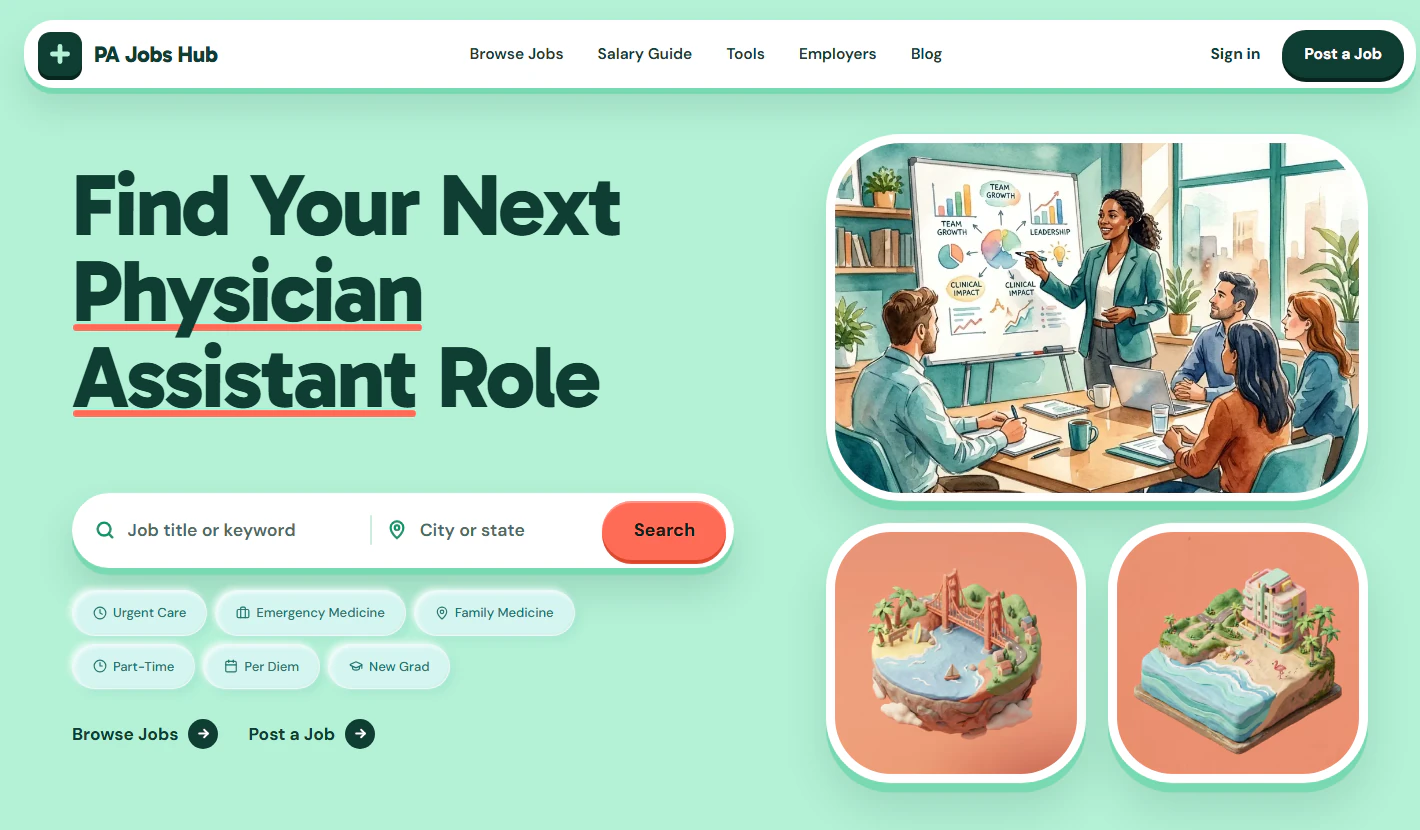 PA Jobs Hub
Browse Jobs
Salary Guide
Tools
Employers
Blog
Sign in
Post a Job
Find Your Next
Physician
Assistant Role
Job title or keyword
City or state
Search
Urgent Care
Emergency Medicine
Family Medicine
Part-Time
Per Diem
New Grad
Browse Jobs
Post a Job
TEAM
GROWTH
TEAM
GROWTH
LEADERSHIP
CLINICAL
IMPACT
CLINICAL
IMPACT